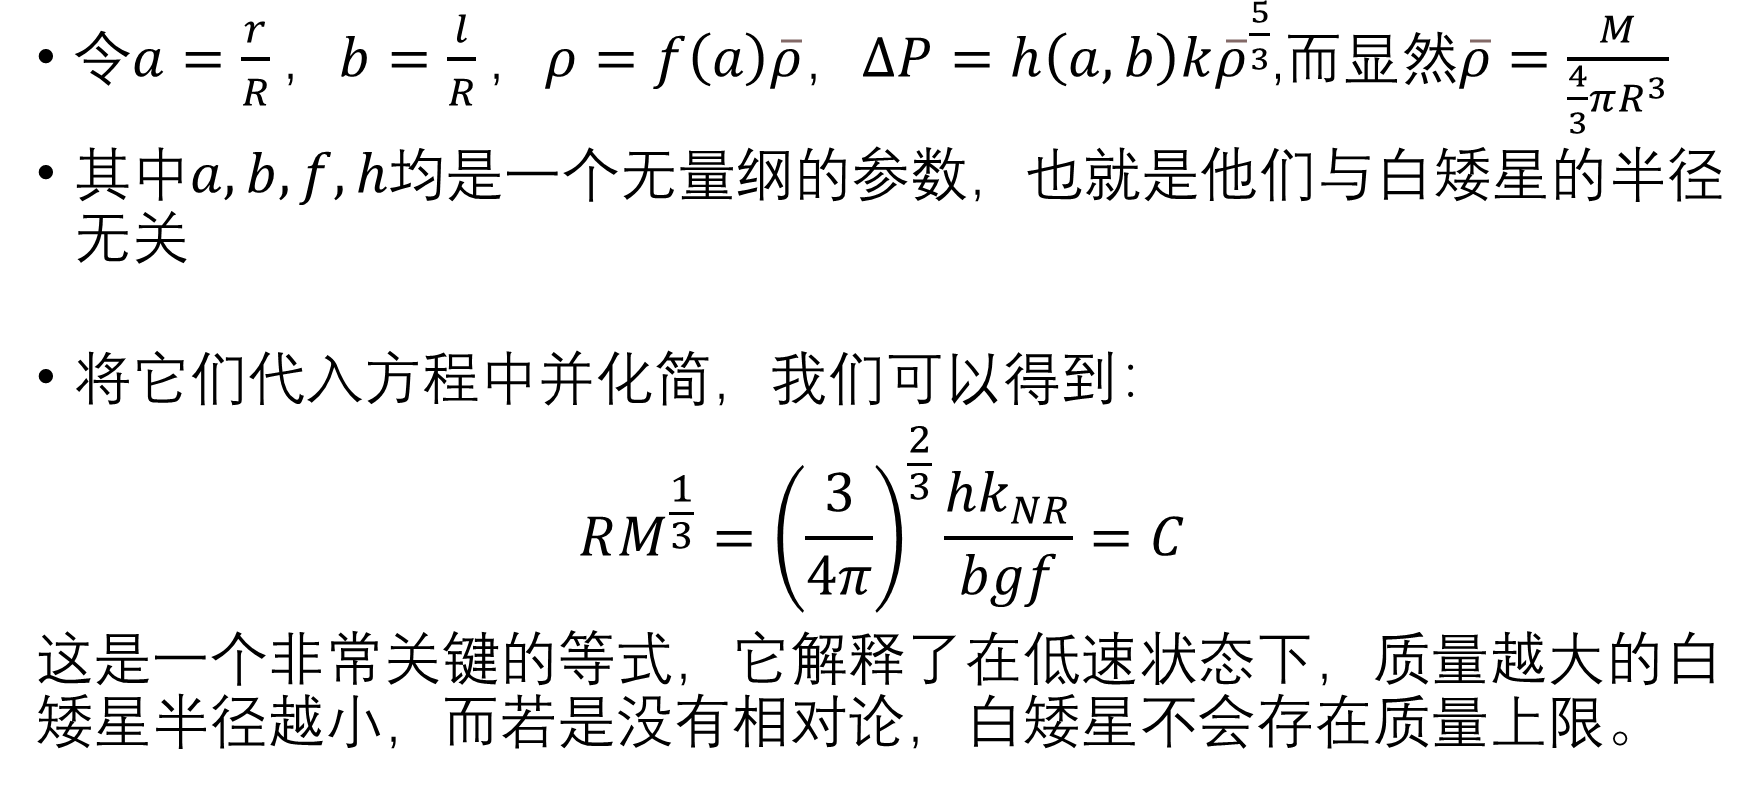 • 令a = r/R, b = l/R, ρ = f(a)ρ̄, ΔP = h(a, b)kρ̄^(5/3),而显然ρ̄ = M/(4/3 πR³)
• 其中a, b, f, h均是一个无量纲的参数, 也就是他们与白矮星的半径
无关
• 将它们代入方程中并化简, 我们可以得到:
RM^(1/3) = (3/4π)^(2/3) hk_NR/bgf = C
这是一个非常关键的等式, 它解释了在低速状态下, 质量越大的白
矮星半径越小, 而若是没有相对论, 白矮星不会存在质量上限。